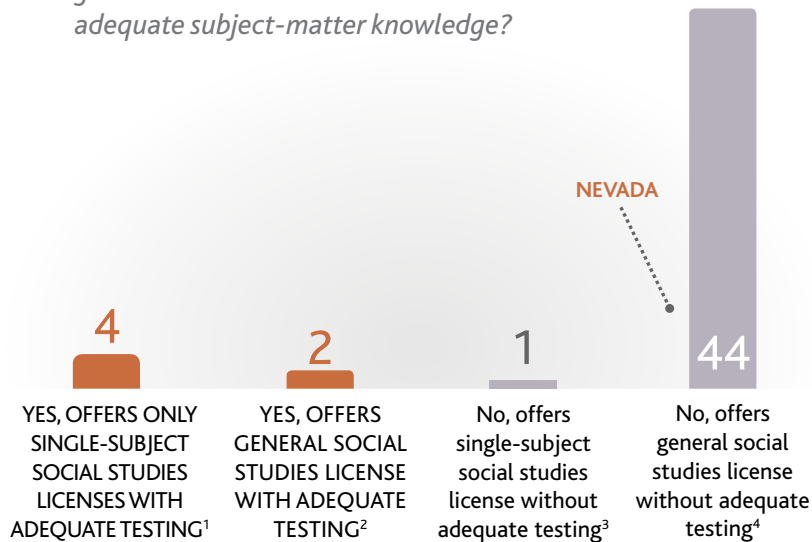 adequate subject-matter knowledge?
NEVADA
4
2
1
44
YES, OFFERS ONLY
SINGLE-SUBJECT
SOCIAL STUDIES
LICENSES WITH
ADEQUATE TESTING¹
YES, OFFERS
GENERAL SOCIAL
STUDIES LICENSE
WITH ADEQUATE
TESTING²
No, offers
single-subject
social studies
license without
adequate testing³
No, offers
general social
studies license
without adequate
testing⁴